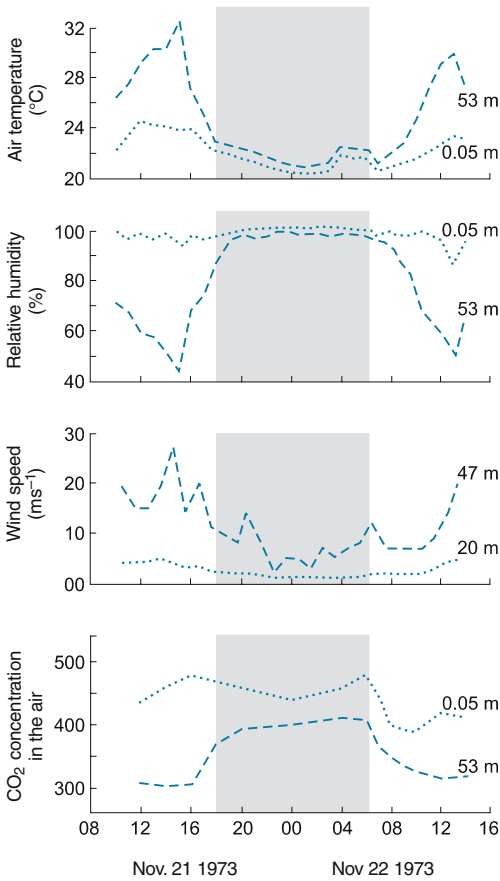 32
28
24
20
Air temperature
(°C)
53 m
0.05 m
100
80
60
40
Relative humidity
(%)
0.05 m
53 m
30
20
10
00
Wind speed
(ms⁻¹)
47 m
20 m
500
400
300
CO₂ concentration
in the air
0.05 m
53 m
08 12 16 20 00 04 08 12 16
Nov. 21 1973 Nov 22 1973